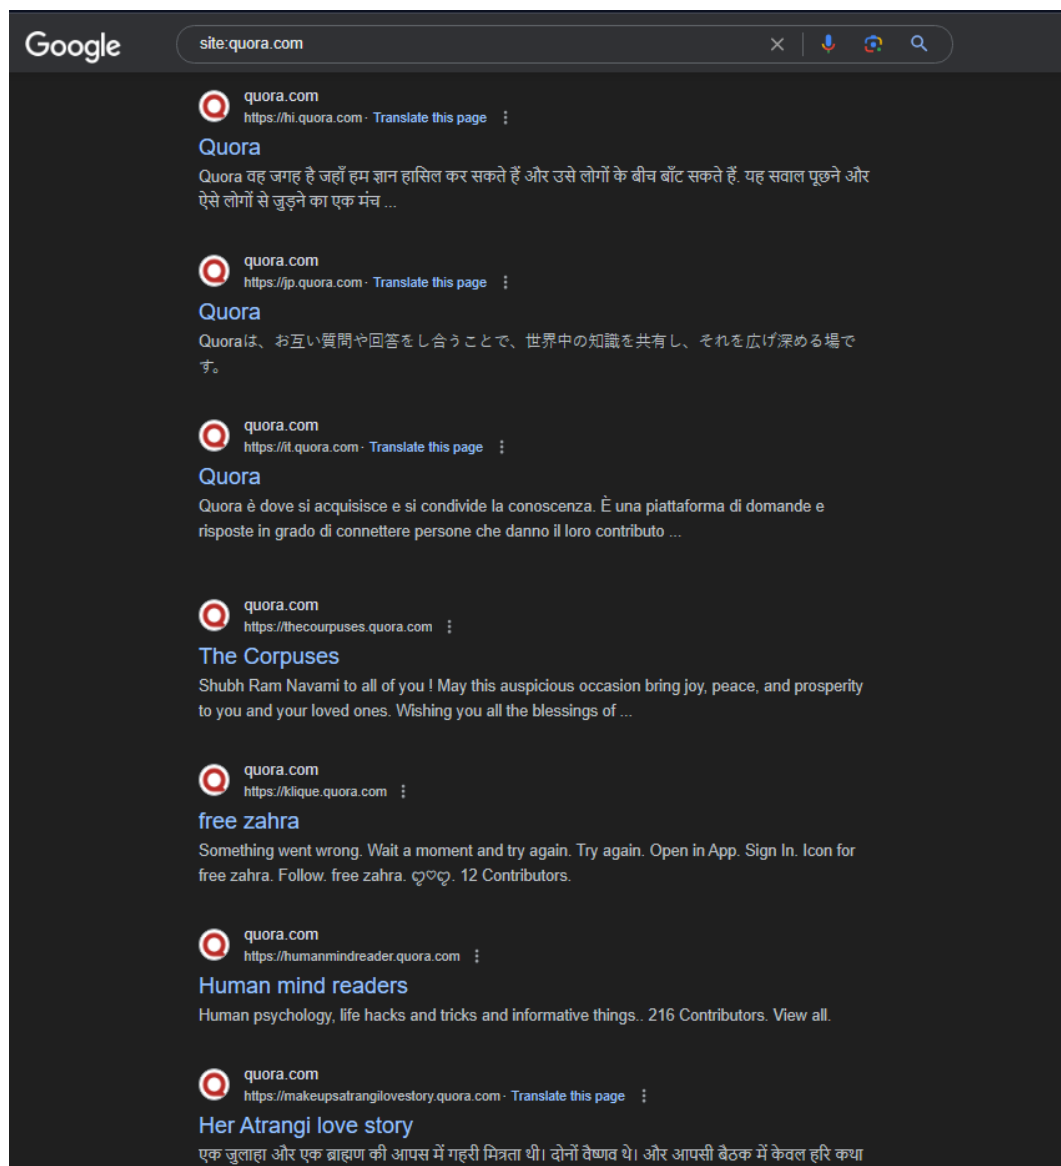 Google
site:quora.com
quora.com
https://hi.quora.com · Translate this page
Quora
Quora वह जगह है जहाँ हम ज्ञान हासिल कर सकते हैं और उसे लोगों के बीच बाँट सकते हैं. यह सवाल पूछने और
ऐसे लोगों से जुड़ने का एक मंच ...
quora.com
https://jp.quora.com · Translate this page
Quora
Quoraは、お互い質問や回答をし合うことで、世界中の知識を共有し、それを広げ深める場で
す。
quora.com
https://it.quora.com · Translate this page
Quora
Quora è dove si acquisisce e si condivide la conoscenza. È una piattaforma di domande e
risposte in grado di connettere persone che danno il loro contributo ...
quora.com
https://thecourpuses.quora.com
The Corpuses
Shubh Ram Navami to all of you ! May this auspicious occasion bring joy, peace, and prosperity
to you and your loved ones. Wishing you all the blessings of ...
quora.com
https://klique.quora.com
free zahra
Something went wrong. Wait a moment and try again. Try again. Open in App. Sign In. Icon for
free zahra. Follow. free zahra. ღ♡ღ. 12 Contributors.
quora.com
https://humanmindreader.quora.com
Human mind readers
Human psychology, life hacks and tricks and informative things.. 216 Contributors. View all.
quora.com
https://makeupsatrangilovestory.quora.com · Translate this page
Her Atrangi love story
एक जुलाहा और एक ब्राह्मण की आपस में गहरी मित्रता थी। दोनों वैष्णव थे। और आपसी बैठक में केवल हरि कथा